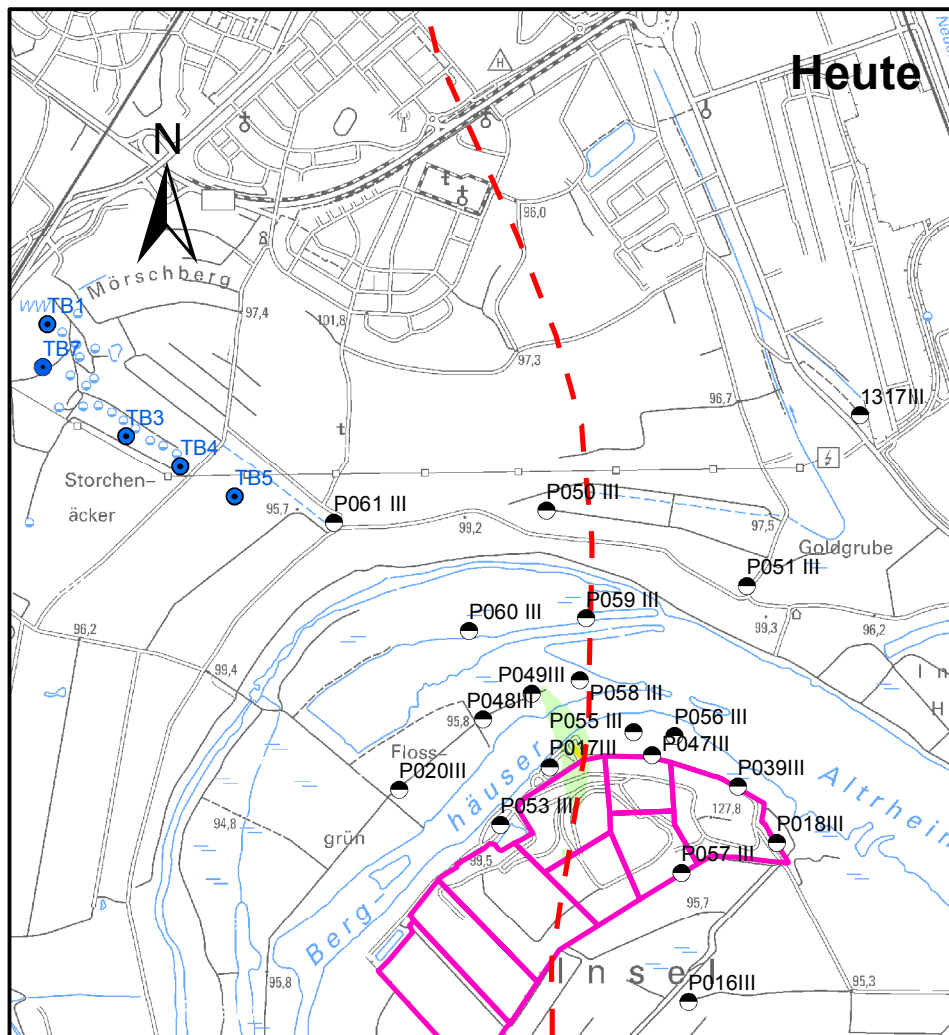 Heute
Neue
H
N
96,0
Mörschberg
WW
TB1
97,4
101,8
TB7
97,3
96,7
1317III
TB3
TB4
Storchen-
äcker
TB5
95,7
P061 III
99,2
P050 III
97,5
Goldgrube
P051 III
P059 III
96,2
P060 III
99,3
96,2
99,4
I n
H
P049III
P058 III
P048III
95,8
P055 III
P056 III
Floss-
P017III
P047III
P020III
häuser
P039III
Altrhein
127,8
94,8
grün
P053 III
P018III
99,5
P057 III
Berg-
95,7
Insel
95,8
95,3
P016III